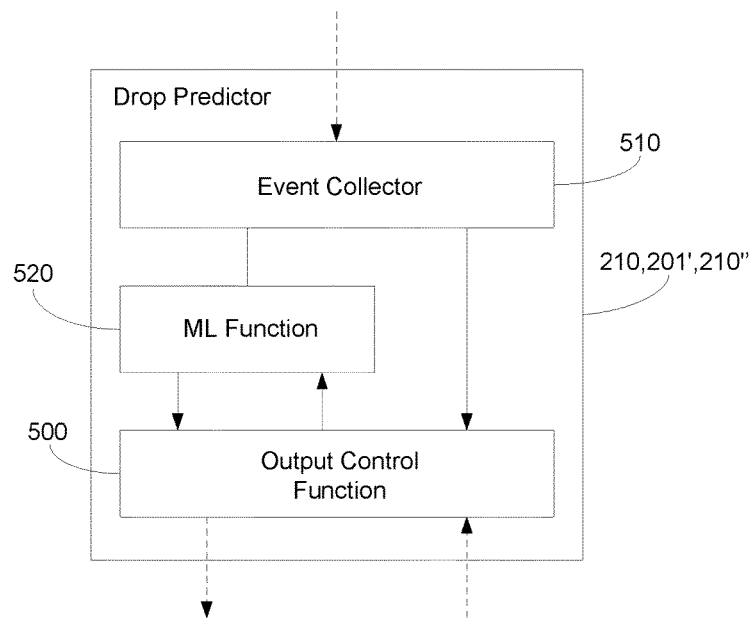 Drop Predictor
510
Event Collector
520
210,201',210"
ML Function
500
Output Control
Function